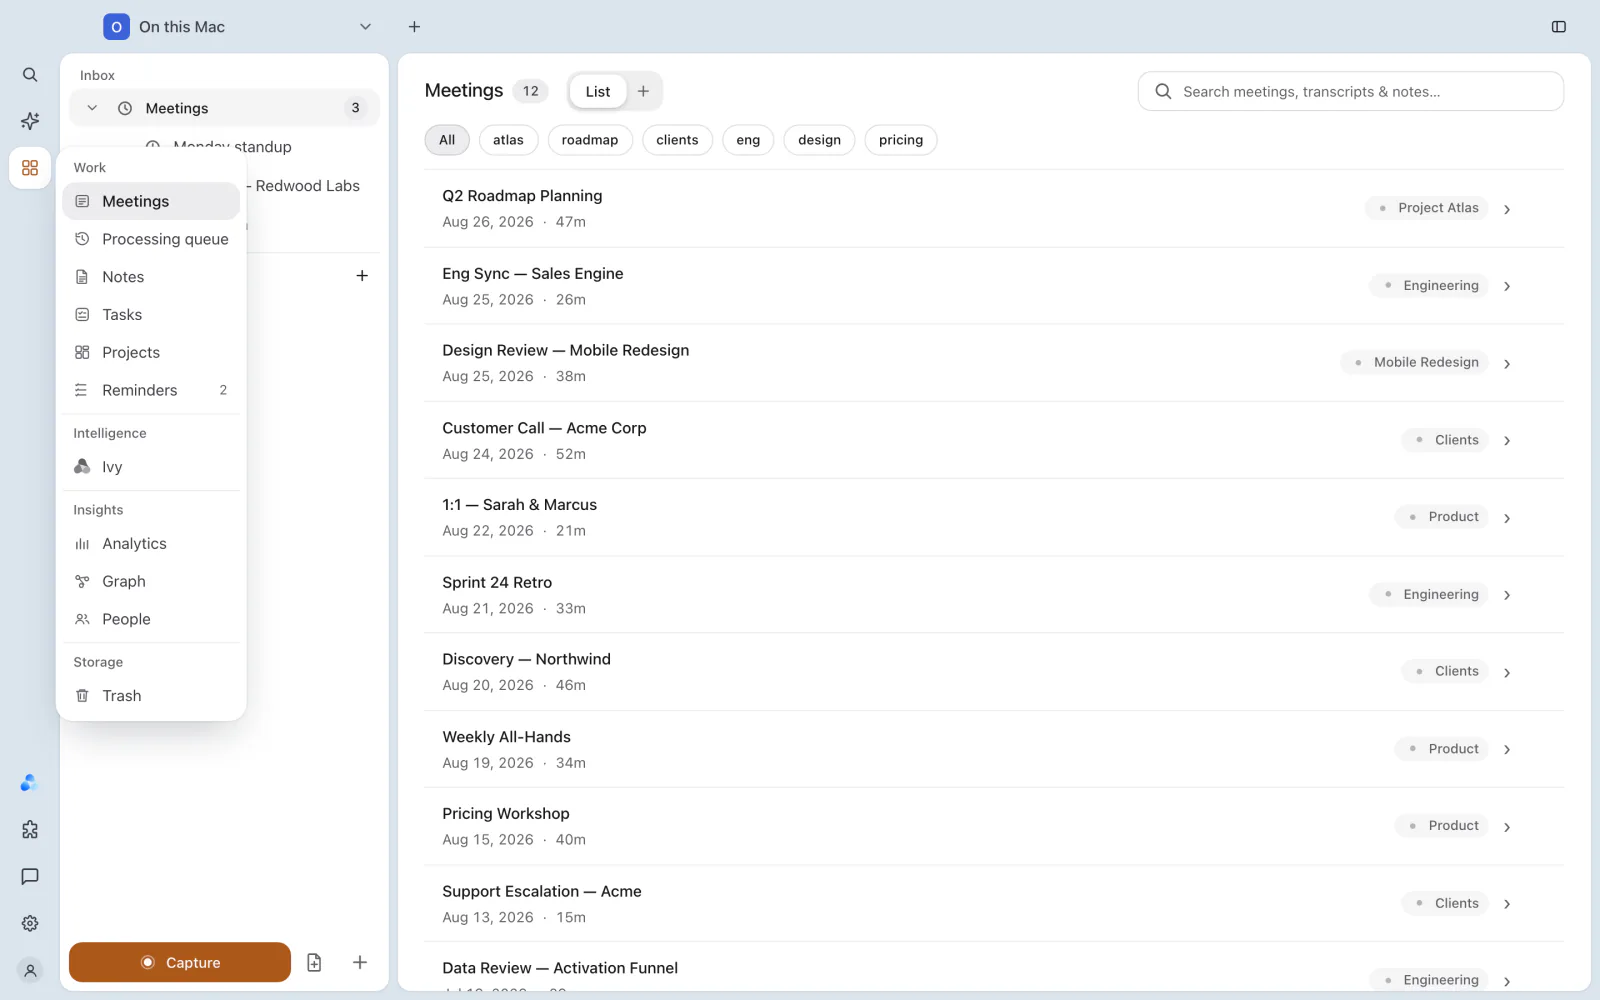 O On this Mac
Inbox
Meetings 3
Monday standup
- Redwood Labs
Work
Meetings
Processing queue
Notes
Tasks
Projects
Reminders 2
Intelligence
Ivy
Insights
Analytics
Graph
People
Storage
Trash
Capture
Meetings 12
List
Search meetings, transcripts & notes...
All atlas roadmap clients eng design pricing
Q2 Roadmap Planning
Aug 26, 2026 · 47m
Project Atlas
Eng Sync — Sales Engine
Aug 25, 2026 · 26m
Engineering
Design Review — Mobile Redesign
Aug 25, 2026 · 38m
Mobile Redesign
Customer Call — Acme Corp
Aug 24, 2026 · 52m
Clients
1:1 — Sarah & Marcus
Aug 22, 2026 · 21m
Product
Sprint 24 Retro
Aug 21, 2026 · 33m
Engineering
Discovery — Northwind
Aug 20, 2026 · 46m
Clients
Weekly All-Hands
Aug 19, 2026 · 34m
Product
Pricing Workshop
Aug 15, 2026 · 40m
Product
Support Escalation — Acme
Aug 13, 2026 · 15m
Clients
Data Review — Activation Funnel
Engineering